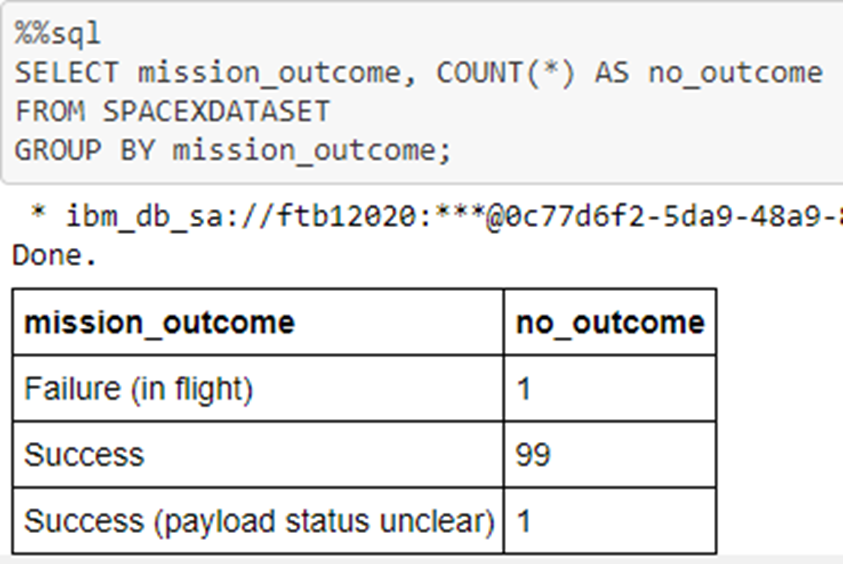 %%sql
SELECT mission_outcome, COUNT(*) AS no_outcome
FROM SPACEXDATASET
GROUP BY mission_outcome;
* ibm_db_sa://ftb12020:***@0c77d6f2-5da9-48a9-
Done.
mission_outcome no_outcome
Failure (in flight) 1
Success 99
Success (payload status unclear) 1